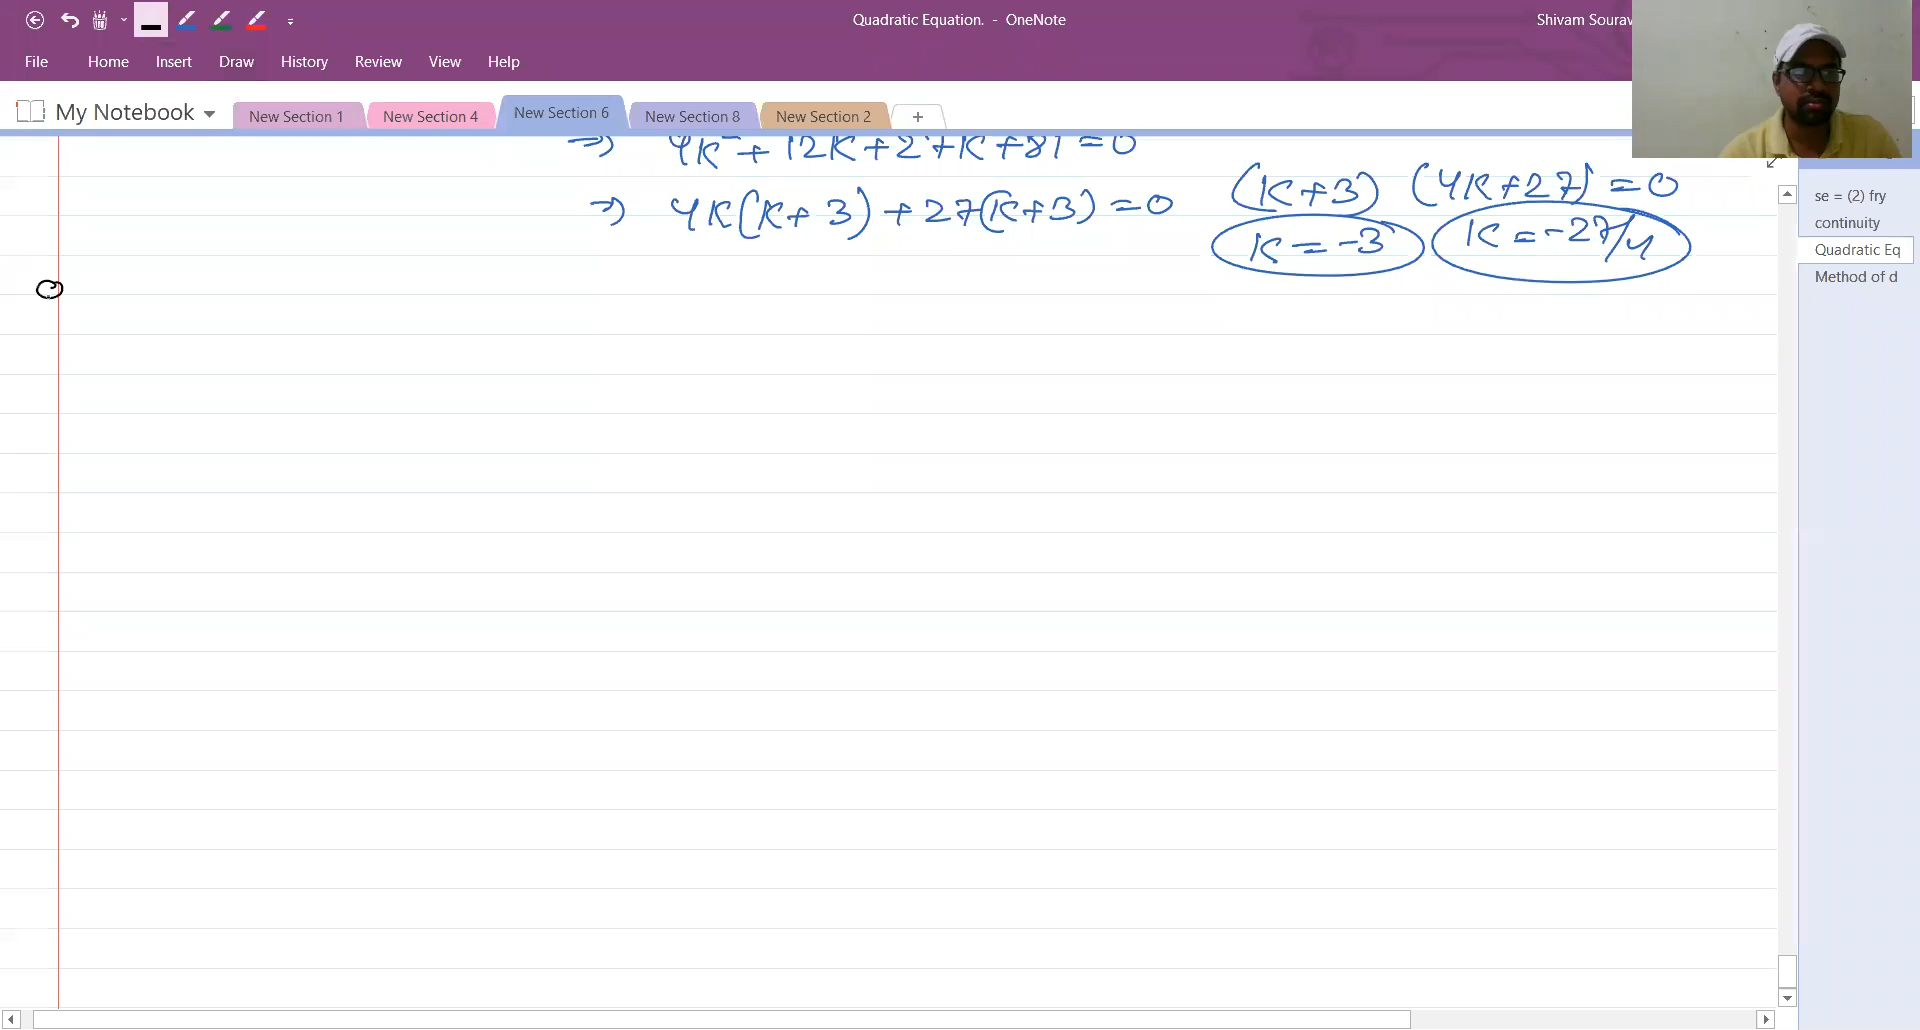 Quadratic Equation. - OneNote
Shivam Sourav
File Home Insert Draw History Review View Help
My Notebook New Section 1 New Section 4 New Section 6 New Section 8 New Section 2 +
⇒ 4K² + 12K + 27K + 81 = 0
⇒ 4K(K+3) + 27(K+3) = 0
(K+3) (4K+27) = 0
K = -3 K = -27/4
se = (2) fry
continuity
Quadratic Eq
Method of d